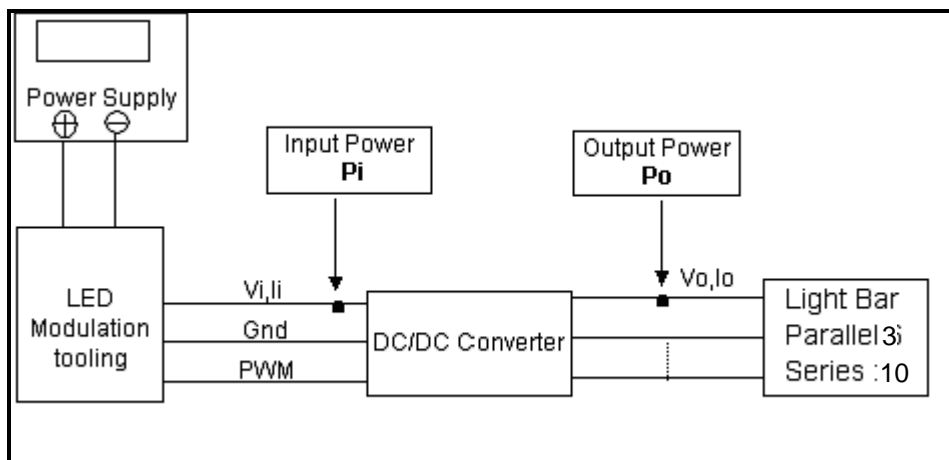 Power Supply
+ −
Input Power
Pi
Output Power
Po
LED
Modulation
tooling
Vi,Ii
Gnd
PWM
DC/DC Converter
Vo,Io
Light Bar
Parallel 3
Series :10